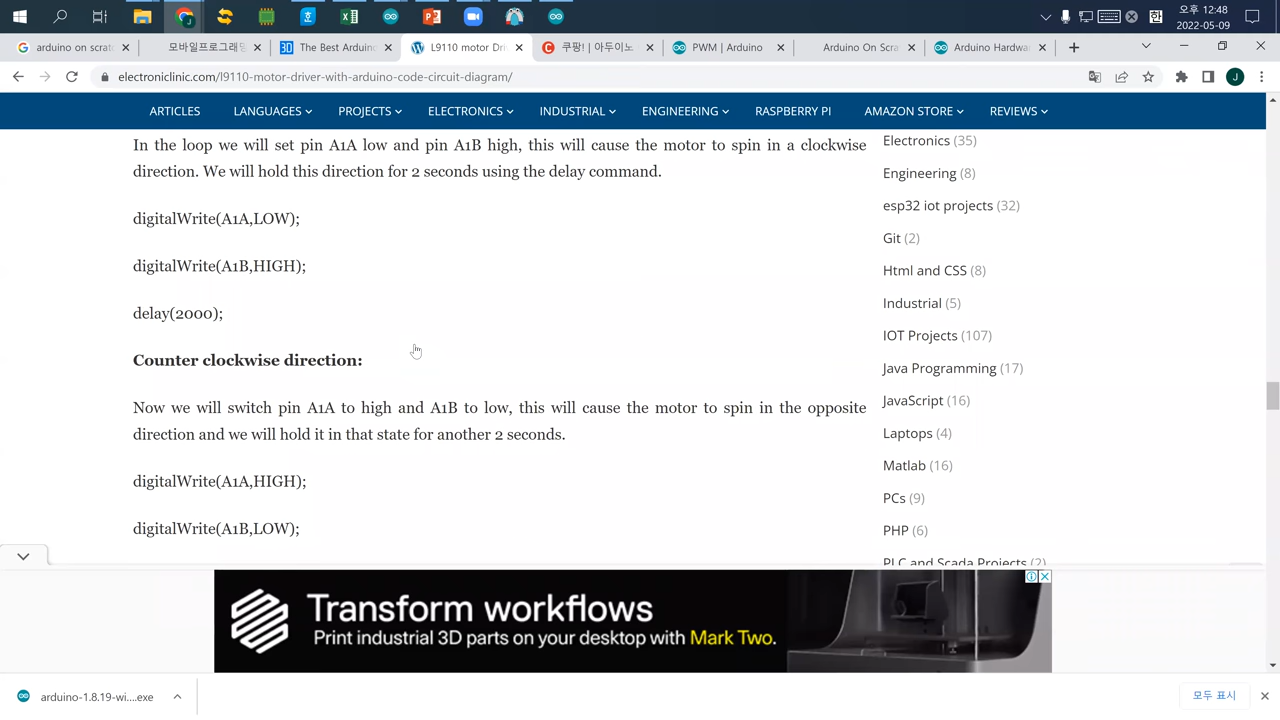 한
오후 12:48
2022-05-09
arduino on scrat
모바일프로그래밍
The Best Arduino
L9110 motor Dri
쿠팡! | 아두이노
PWM | Arduino
Arduino On Scra
Arduino Hardwa
electroniclinic.com/l9110-motor-driver-with-arduino-code-circuit-diagram/
J
ARTICLES LANGUAGES PROJECTS ELECTRONICS INDUSTRIAL ENGINEERING RASPBERRY PI AMAZON STORE REVIEWS
In the loop we will set pin A1A low and pin A1B high, this will cause the motor to spin in a clockwise
direction. We will hold this direction for 2 seconds using the delay command.
digitalWrite(A1A,LOW);
digitalWrite(A1B,HIGH);
delay(2000);
Counter clockwise direction:
Now we will switch pin A1A to high and A1B to low, this will cause the motor to spin in the opposite
direction and we will hold it in that state for another 2 seconds.
digitalWrite(A1A,HIGH);
digitalWrite(A1B,LOW);
Electronics (35)
Engineering (8)
esp32 iot projects (32)
Git (2)
Html and CSS (8)
Industrial (5)
IOT Projects (107)
Java Programming (17)
JavaScript (16)
Laptops (4)
Matlab (16)
PCs (9)
PHP (6)
PLC and Scada Projects (2)
Transform workflows
Print industrial 3D parts on your desktop with Mark Two.
arduino-1.8.19-wi....exe
모두 표시